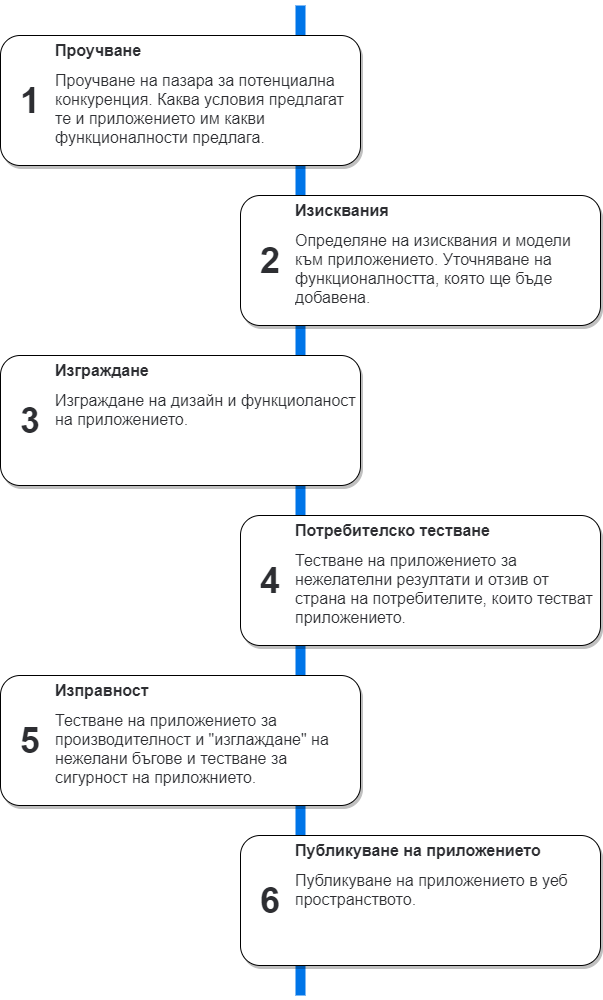 Проучване
1
Проучване на пазара за потенциална
конкуренция. Каква условия предлагат
те и приложението им какви
функционалности предлага.
Изисквания
2
Определяне на изисквания и модели
към приложението. Уточняване на
функционалността, която ще бъде
добавена.
Изграждане
3
Изграждане на дизайн и функциоланост
на приложението.
Потребителско тестване
4
Тестване на приложението за
нежелателни резултати и отзив от
страна на потребителите, които тестват
приложението.
Изправност
5
Тестване на приложението за
производителност и "изглаждане" на
нежелани бъгове и тестване за
сигурност на приложнието.
Публикуване на приложението
6
Публикуване на приложението в уеб
пространството.